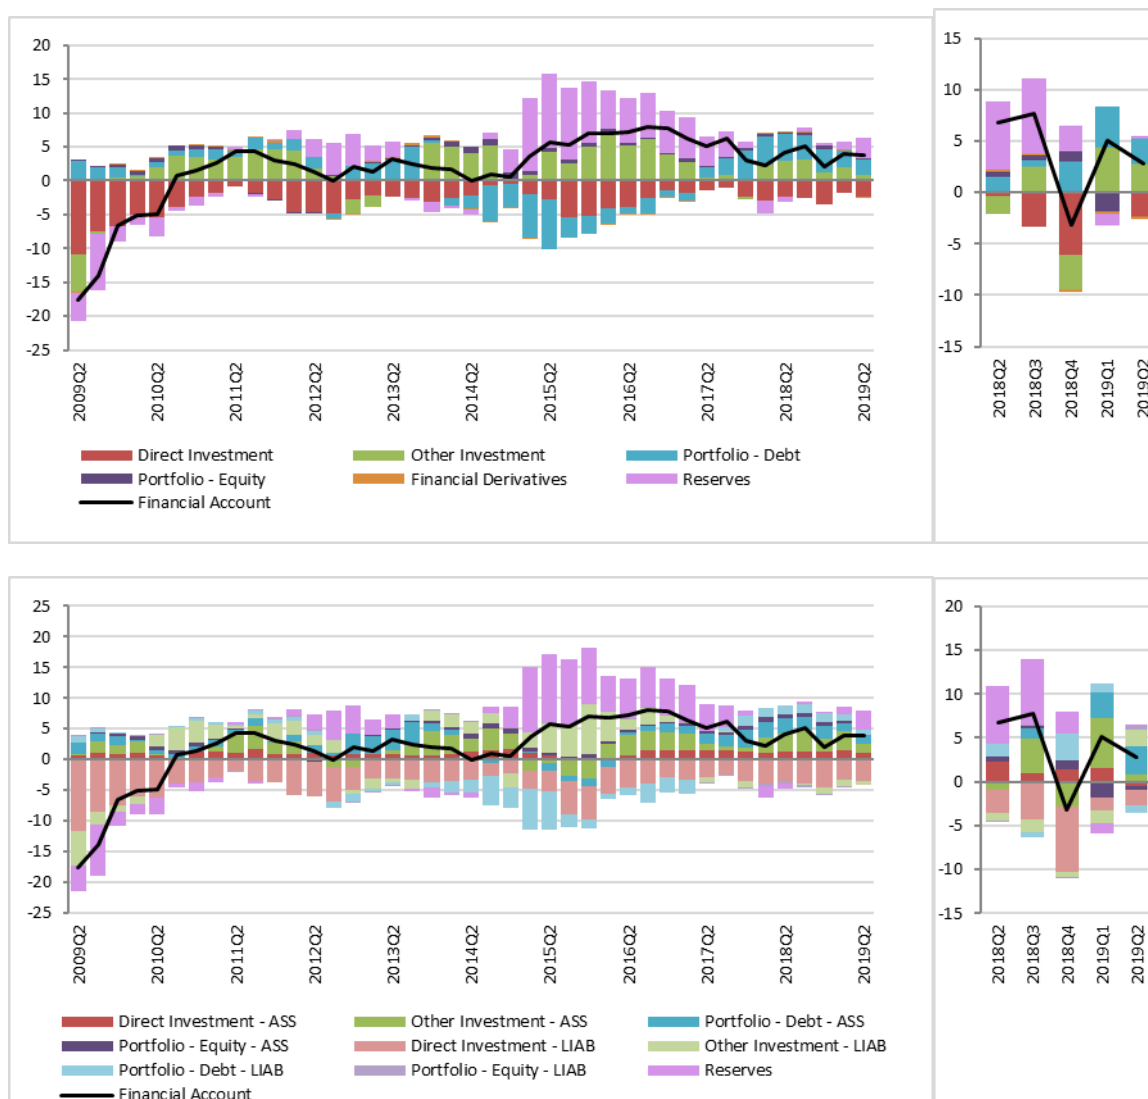 20
15
10
5
0
-5
-10
-15
-20
-25
2009Q2
2010Q2
2011Q2
2012Q2
2013Q2
2014Q2
2015Q2
2016Q2
2017Q2
2018Q2
2019Q2
Direct Investment
Other Investment
Portfolio - Debt
Portfolio - Equity
Financial Derivatives
Reserves
Financial Account
15
10
5
0
-5
-10
-15
2018Q2
2018Q3
2018Q4
2019Q1
2019Q2
25
20
15
10
5
0
-5
-10
-15
-20
-25
2009Q2
2010Q2
2011Q2
2012Q2
2013Q2
2014Q2
2015Q2
2016Q2
2017Q2
2018Q2
2019Q2
Direct Investment - ASS
Other Investment - ASS
Portfolio - Debt - ASS
Portfolio - Equity - ASS
Direct Investment - LIAB
Other Investment - LIAB
Portfolio - Debt - LIAB
Portfolio - Equity - LIAB
Reserves
Financial Account
20
15
10
5
0
-5
-10
-15
2018Q2
2018Q3
2018Q4
2019Q1
2019Q2